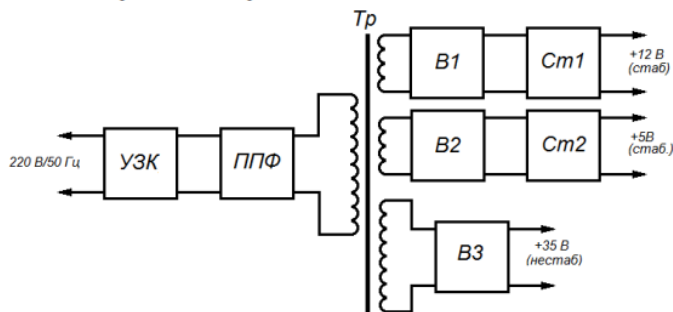 Тр
В1
Ст1
+12 В
(стаб)
220 В/50 Гц
УЗК
ППФ
В2
Ст2
+5В
(стаб.)
В3
+35 В
(нестаб)